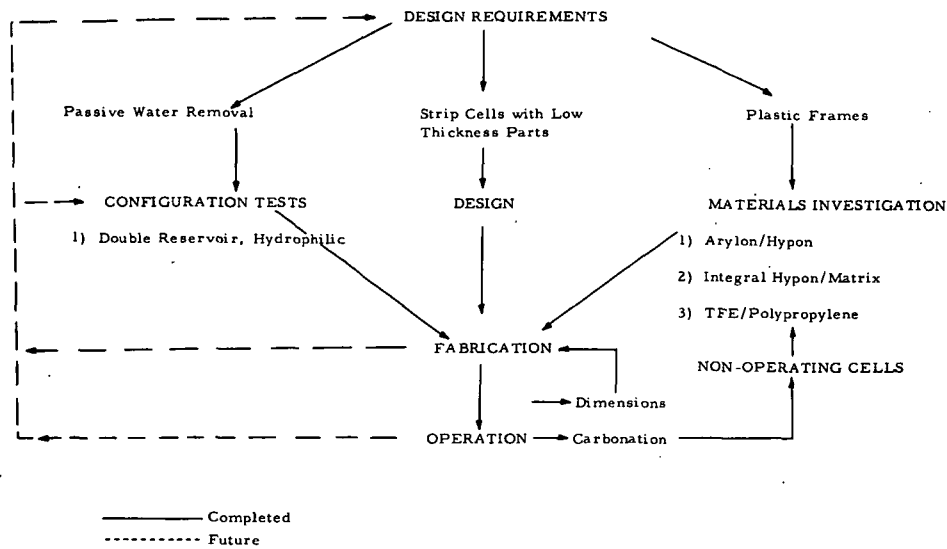 DESIGN REQUIREMENTS
Passive Water Removal
Strip Cells with Low
Thickness Parts
Plastic Frames
CONFIGURATION TESTS
DESIGN
MATERIALS INVESTIGATION
1) Double Reservoir, Hydrophilic
1) Arylon/Hypon
2) Integral Hypon/Matrix
3) TFE/Polypropylene
FABRICATION
NON-OPERATING CELLS
Dimensions
OPERATION
Carbonation
Completed
Future